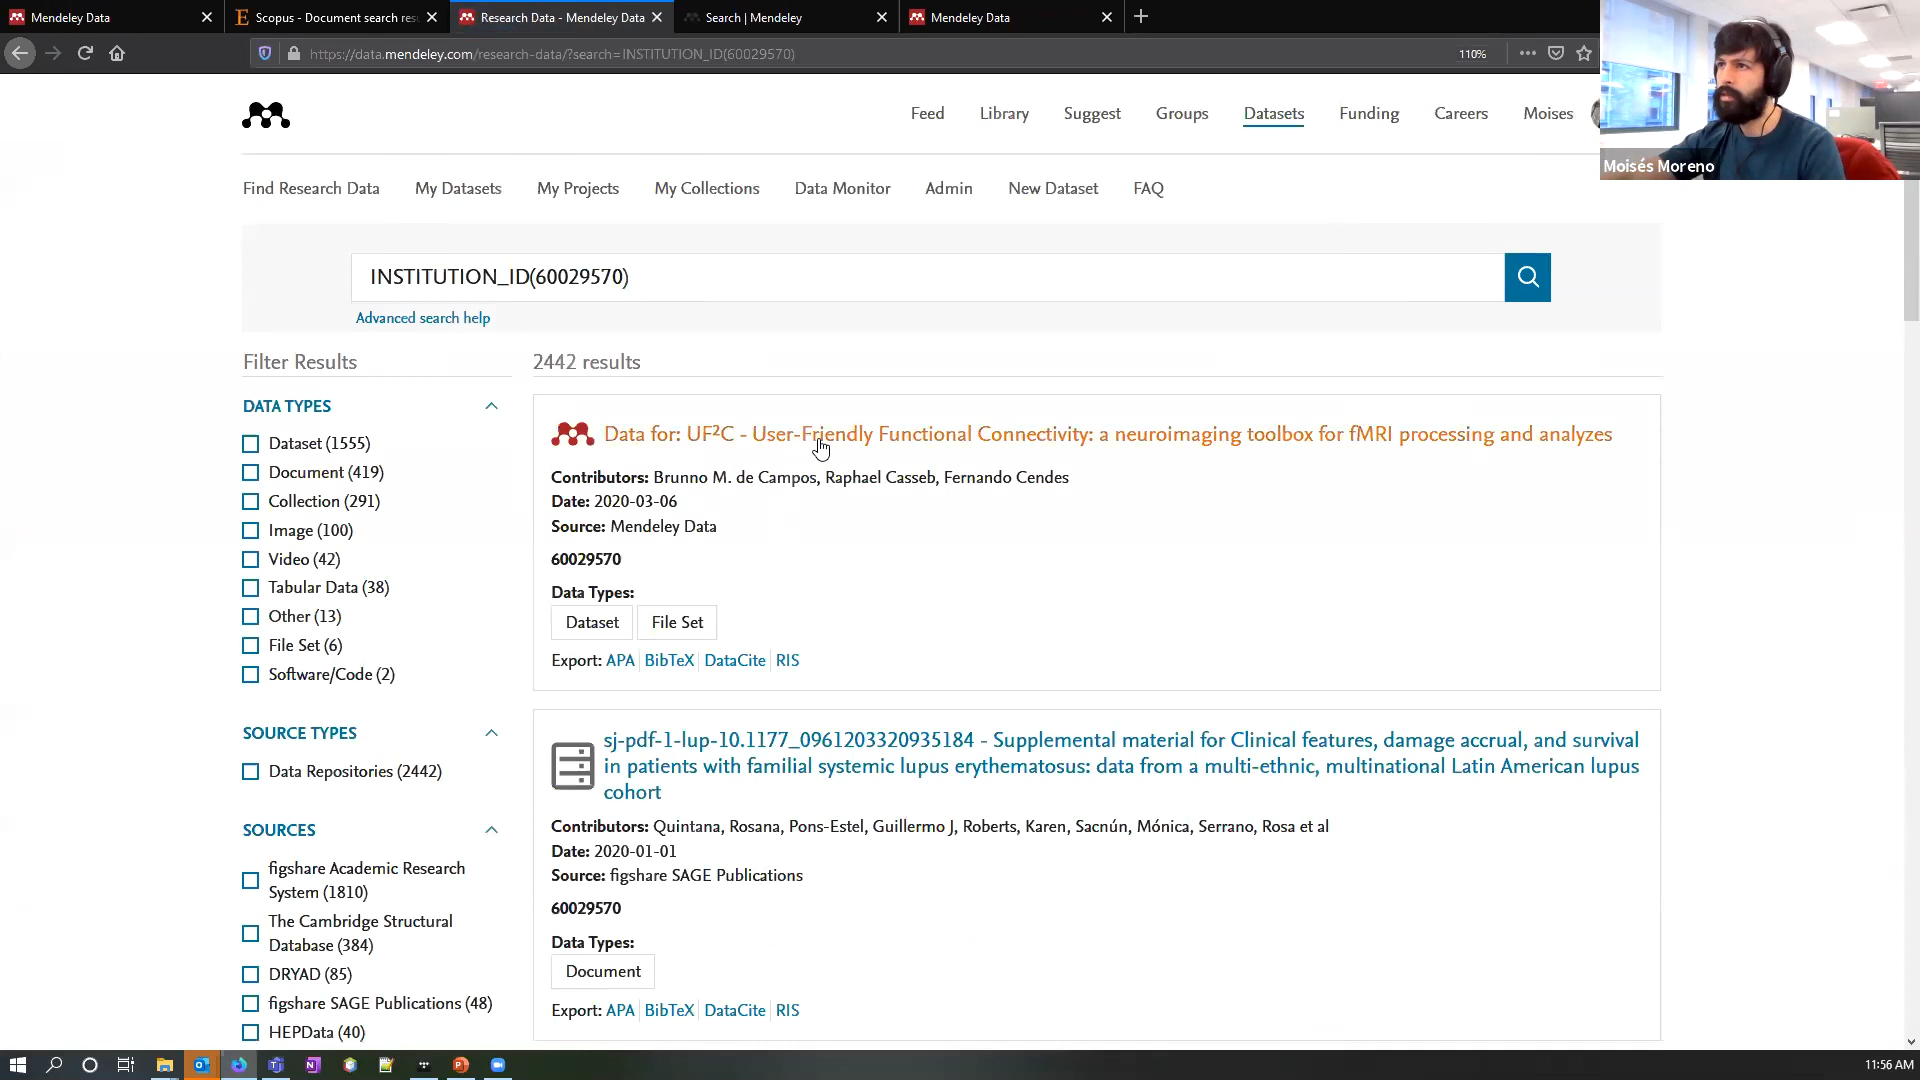 Mendeley Data
Scopus - Document search res
Research Data - Mendeley Data
Search | Mendeley
Mendeley Data
https://data.mendeley.com/research-data/?search=INSTITUTION_ID(60029570)
110%
Feed Library Suggest Groups Datasets Funding Careers Moises
Moisés Moreno
Find Research Data My Datasets My Projects My Collections Data Monitor Admin New Dataset FAQ
INSTITUTION_ID(60029570)
Advanced search help
Filter Results
DATA TYPES
Dataset (1555)
Document (419)
Collection (291)
Image (100)
Video (42)
Tabular Data (38)
Other (13)
File Set (6)
Software/Code (2)
SOURCE TYPES
Data Repositories (2442)
SOURCES
figshare Academic Research
System (1810)
The Cambridge Structural
Database (384)
DRYAD (85)
figshare SAGE Publications (48)
HEPData (40)
2442 results
Data for: UF²C - User-Friendly Functional Connectivity: a neuroimaging toolbox for fMRI processing and analyzes
Contributors: Brunno M. de Campos, Raphael Casseb, Fernando Cendes
Date: 2020-03-06
Source: Mendeley Data
60029570
Data Types:
Dataset File Set
Export: APA BibTeX DataCite RIS
sj-pdf-1-lup-10.1177_0961203320935184 - Supplemental material for Clinical features, damage accrual, and survival
in patients with familial systemic lupus erythematosus: data from a multi-ethnic, multinational Latin American lupus
cohort
Contributors: Quintana, Rosana, Pons-Estel, Guillermo J, Roberts, Karen, Sacnún, Mónica, Serrano, Rosa et al
Date: 2020-01-01
Source: figshare SAGE Publications
60029570
Data Types:
Document
Export: APA BibTeX DataCite RIS
11:56 AM